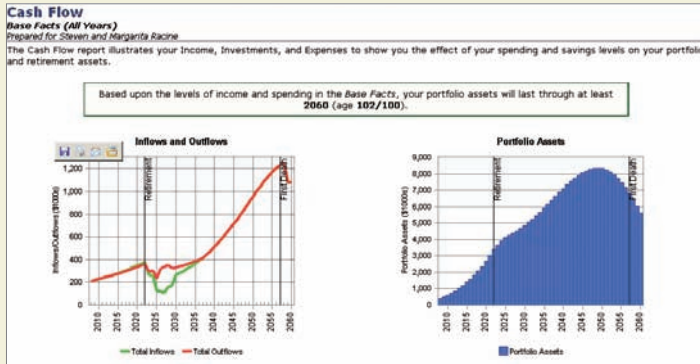 Cash Flow
Base Facts (All Years)
Prepared for Steven and Margarita Racine
The Cash Flow report illustrates your Income, Investments, and Expenses to show you the effect of your spending and savings levels on your portfolio
and retirement assets.
Based upon the levels of income and spending in the Base Facts, your portfolio assets will last through at least
2060 (age 102/100).
Inflows and Outflows
Inflows/Outflows ($1000s)
1,200
1,000
800
600
400
200
0
Retirement
First Death
2010
2015
2020
2025
2030
2035
2040
2045
2050
2055
2060
Total Inflows
Total Outflows
Portfolio Assets
Portfolio Assets ($1000s)
9,000
8,000
7,000
6,000
5,000
4,000
3,000
2,000
1,000
0
Retirement
First Death
2010
2015
2020
2025
2030
2035
2040
2045
2050
2055
2060
Portfolio Assets